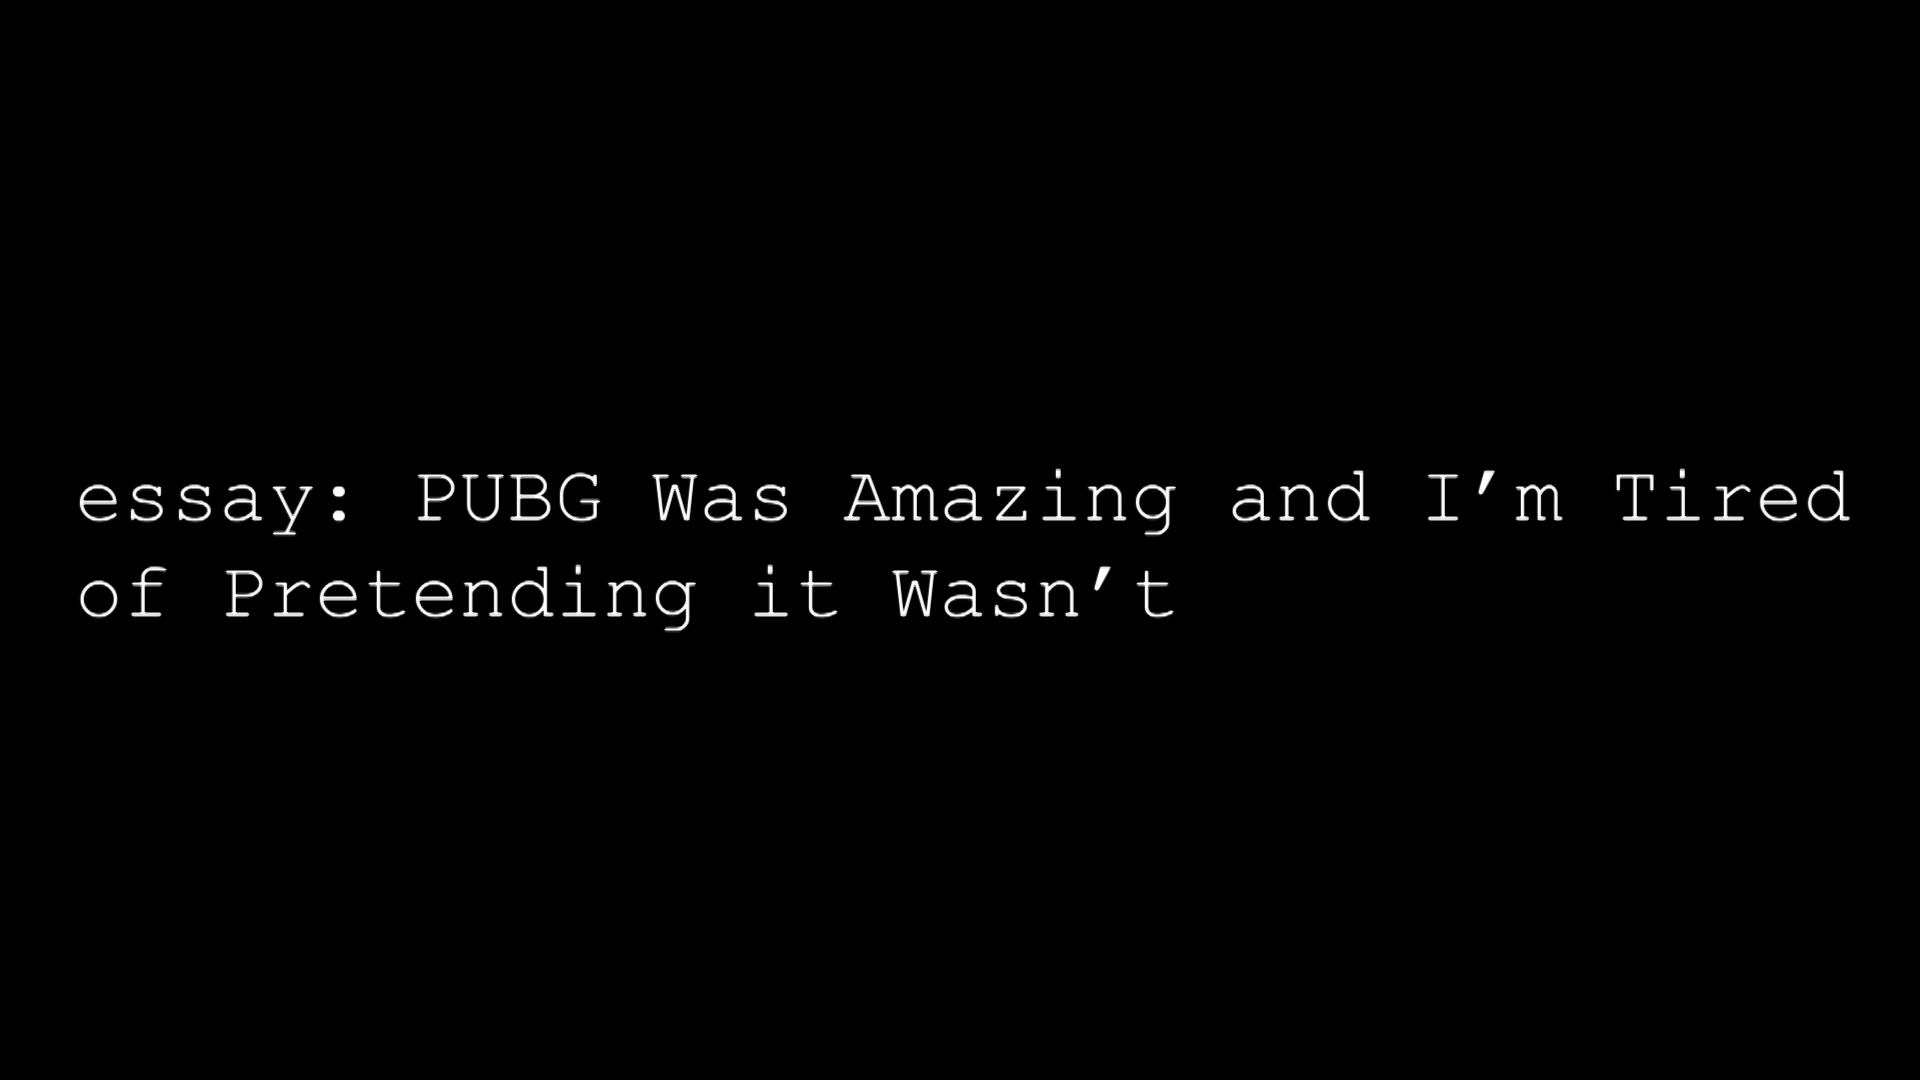 essay: PUBG Was Amazing and I’m Tired
of Pretending it Wasn’t